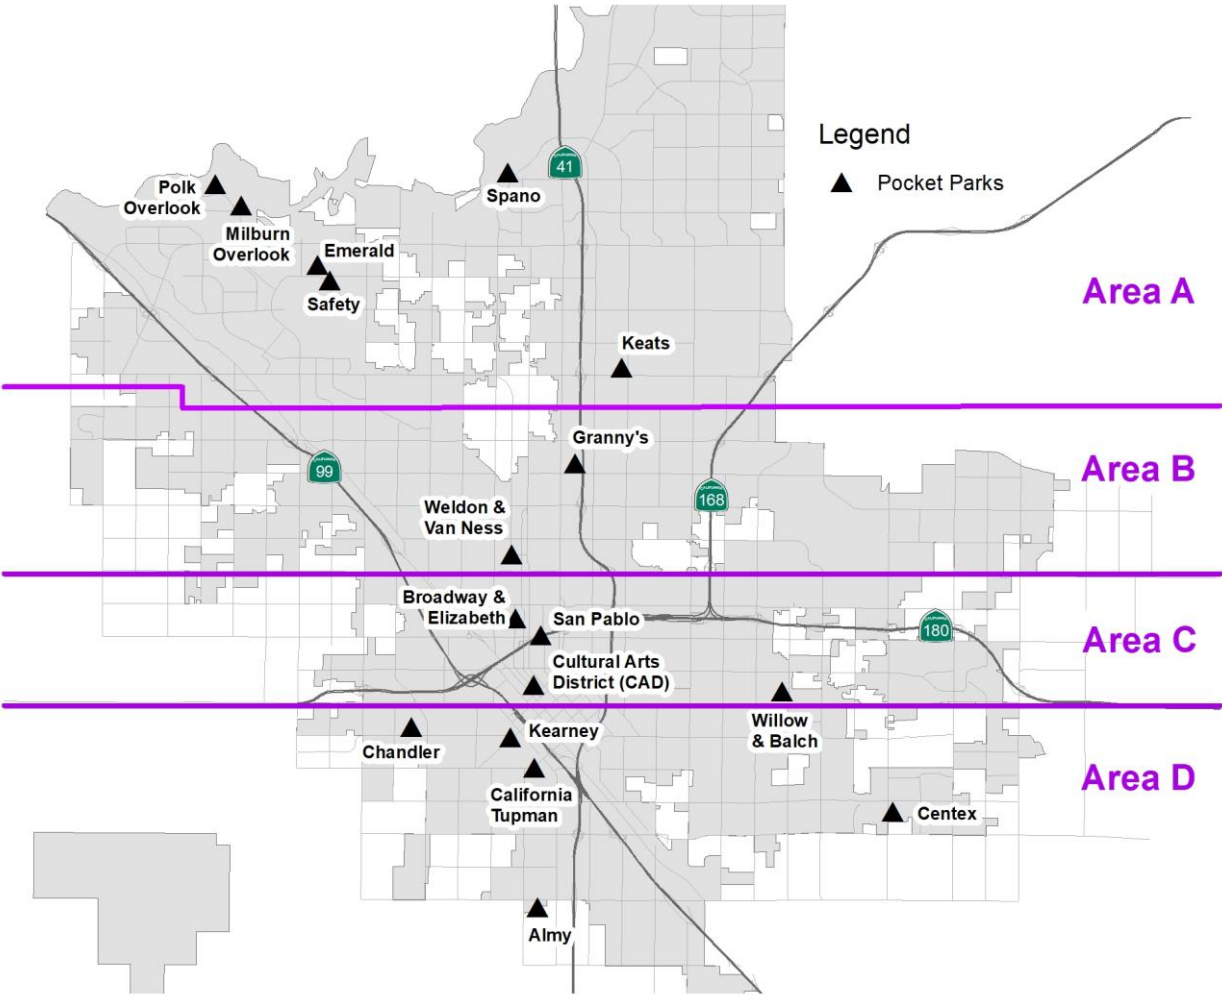 Legend
Pocket Parks
41
Spano
Polk
Overlook
Milburn
Overlook
Emerald
Safety
Area A
Keats
Granny's
Area B
99
168
Weldon &
Van Ness
Broadway &
Elizabeth
San Pablo
180
Area C
Cultural Arts
District (CAD)
Willow
& Balch
Kearney
Chandler
Area D
California
Tupman
Centex
Almy